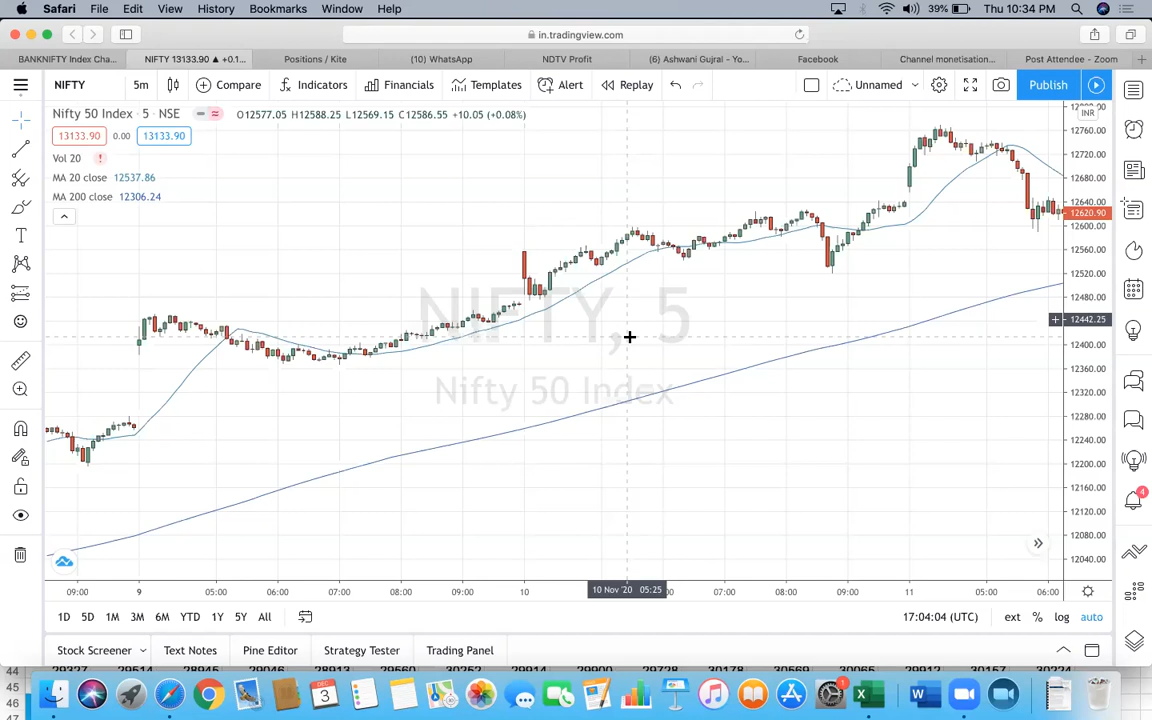 Safari File Edit View History Bookmarks Window Help 39% Thu 10:34 PM
in.tradingview.com
BANKNIFTY Index Cha... NIFTY 13133.90 ▲ +0.1... Positions / Kite (10) WhatsApp NDTV Profit (6) Ashwani Gujral - Yo... Facebook Channel monetisation... Post Attendee - Zoom
NIFTY 5m Compare Indicators Financials Templates Alert Replay Unnamed Publish
Nifty 50 Index · 5 · NSE O12577.05 H12588.25 L12569.15 C12586.55 +10.05 (+0.08%)
INR
13133.90 0.00 13133.90
Vol 20
MA 20 close 12537.86
MA 200 close 12306.24
12760.00
12720.00
12680.00
12640.00
12620.90
12600.00
12560.00
12520.00
12480.00
12442.25
12400.00
12360.00
12320.00
12280.00
12240.00
12200.00
12160.00
12120.00
12080.00
12040.00
NIFTY, 5
Nifty 50 Index
4
09:00 9 05:00 06:00 07:00 08:00 09:00 10 10 Nov '20 05:25 07:00 08:00 09:00 11 05:00 06:00
1D 5D 1M 3M 6M YTD 1Y 5Y All 17:04:04 (UTC) ext % log auto
Stock Screener Text Notes Pine Editor Strategy Tester Trading Panel
45
46
DEC
3
1